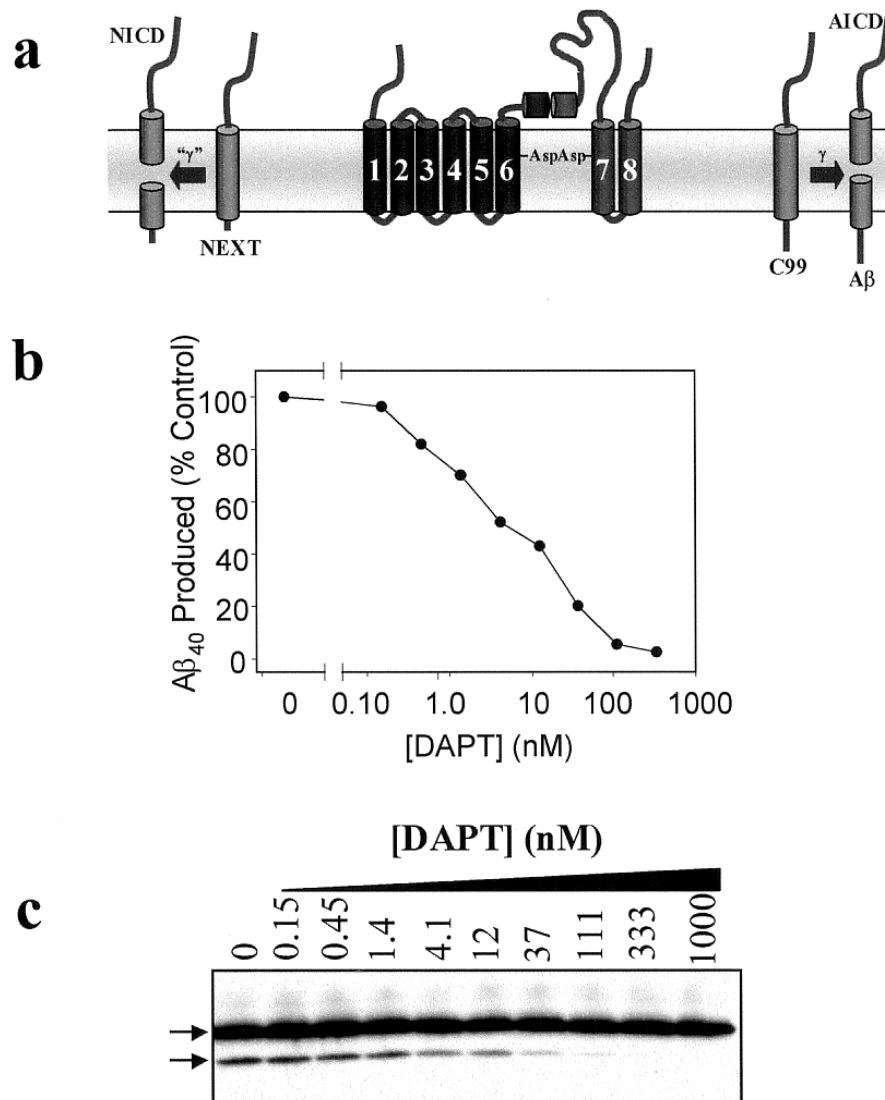 a
NICD
AICD
"γ"
1 2 3 4 5 6 -AspAsp- 7 8
γ
NEXT
C99
Aβ
b
Aβ40 Produced (% Control)
100
80
60
40
20
0
0 0.10 1.0 10 100 1000
[DAPT] (nM)
c
[DAPT] (nM)
0 0.15 0.45 1.4 4.1 12 37 111 333 1000